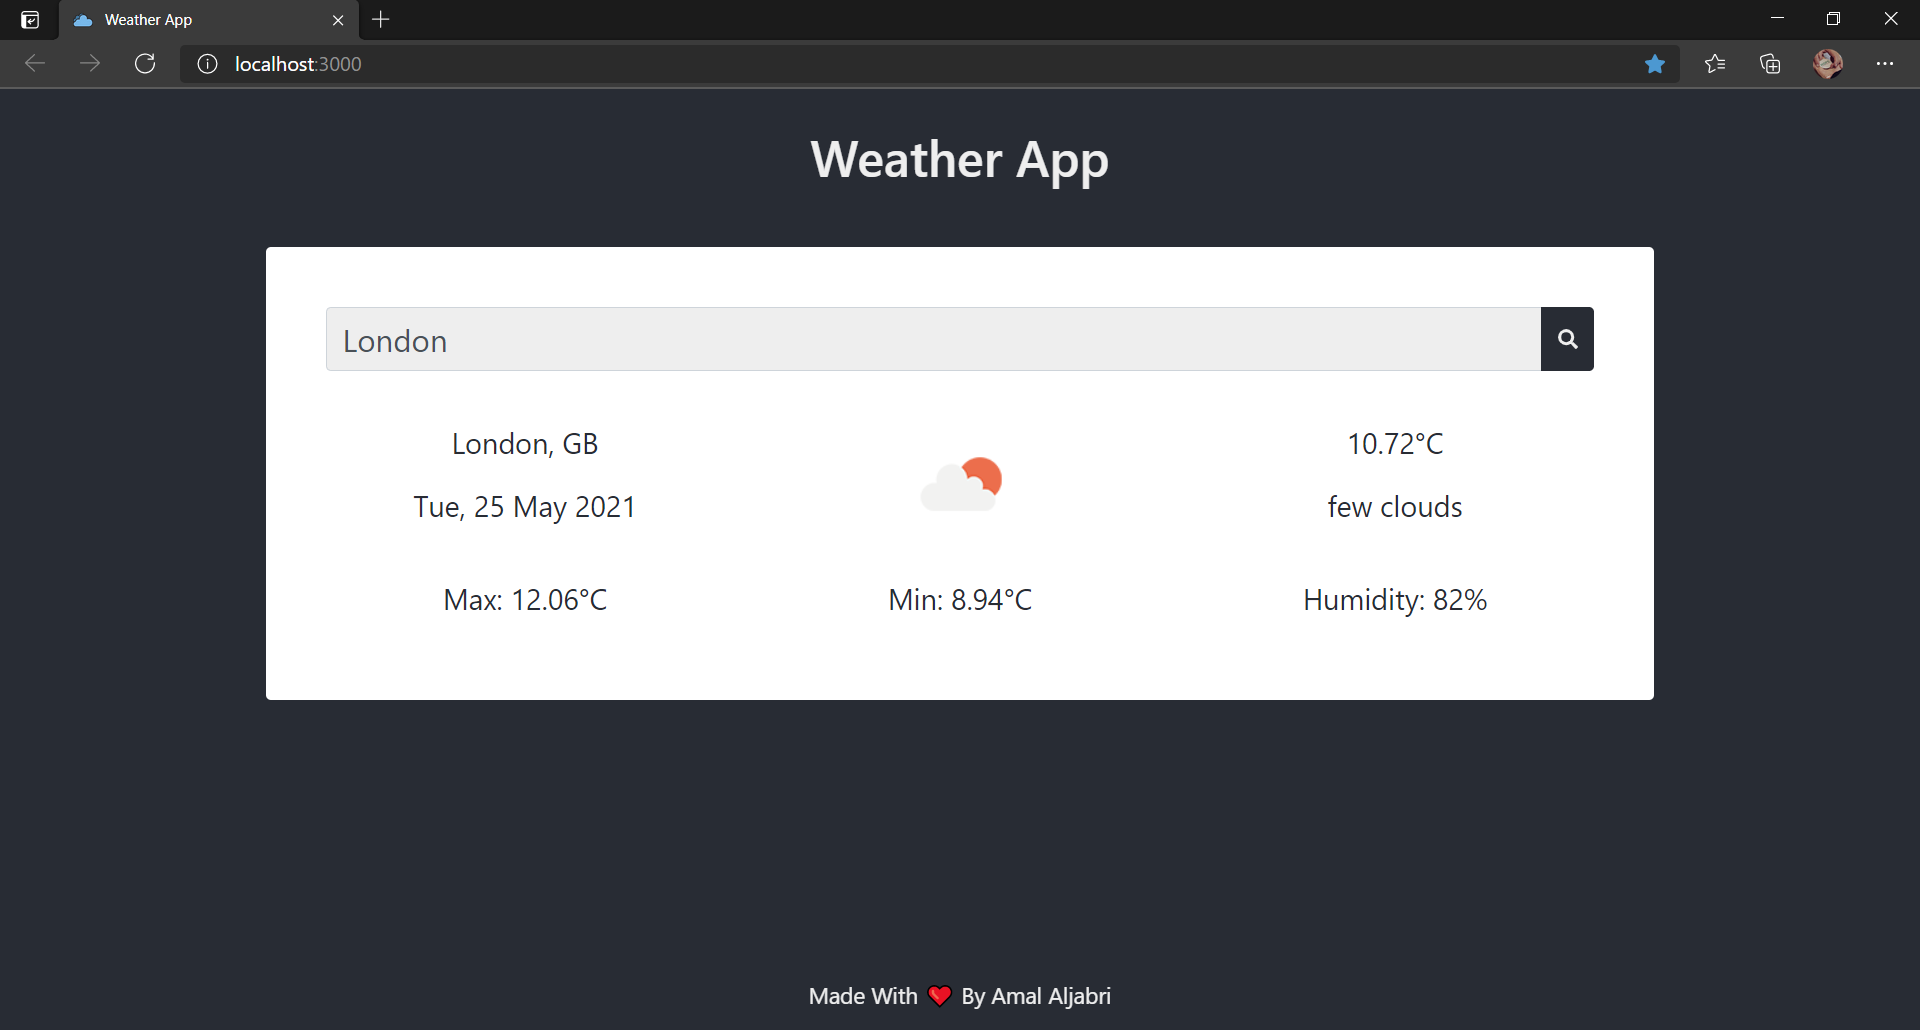 Weather App
localhost:3000
Weather App
London
London, GB
10.72°C
Tue, 25 May 2021
few clouds
Max: 12.06°C
Min: 8.94°C
Humidity: 82%
Made With ❤️ By Amal Aljabri